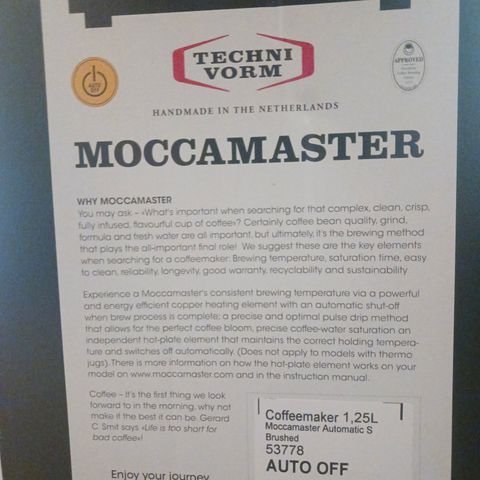 TECHNI
VORM
AUTO
OFF
APPROVED
HANDMADE IN THE NETHERLANDS
MOCCAMASTER
WHY MOCCAMASTER
You may ask – «What's important when searching for that complex, clean, crisp,
fully infused, flavourful cup of coffee»? Certainly coffee bean quality, grind,
formula and fresh water are all important, but ultimately, it's the brewing method
that plays the all-important final role! We suggest these are the key elements
when searching for a coffeemaker: Brewing temperature, saturation time, easy
to clean, reliability, longevity, good warranty, recyclability and sustainability.
Experience a Moccamaster's consistent brewing temperature via a powerful
and energy efficient copper heating element with an automatic shut-off
when brew process is complete; a precise and optimal pulse drip method
that allows for the perfect coffee bloom, precise coffee-water saturation an
independent hot-plate element that maintains the correct holding tempera-
ture and switches off automatically. (Does not apply to models with thermo
jugs). There is more information on how the hot-plate element works on your
model on www.moccamaster.com and in the instruction manual.
Coffee – It's the first thing we look
forward to in the morning, why not
make it the best it can be. Gerard
C. Smit says «Life is too short for
bad coffee»!
Enjoy your journey
Coffeemaker 1,25L
Moccamaster Automatic S
Brushed
53778
AUTO OFF